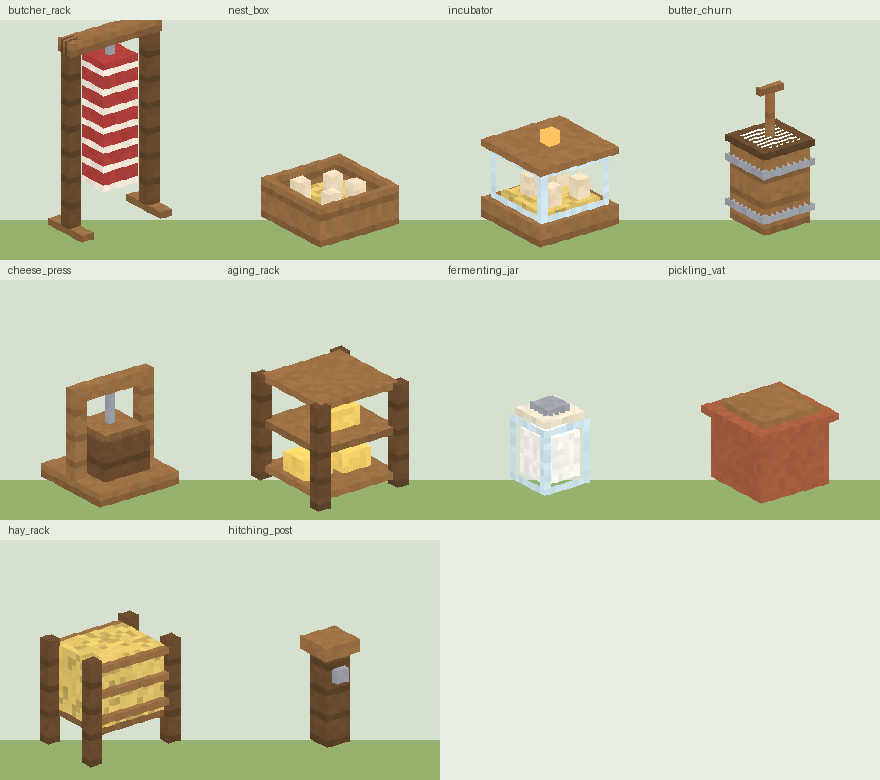 butcher_rack
nest_box
incubator
butter_churn
cheese_press
aging_rack
fermenting_jar
pickling_vat
hay_rack
hitching_post